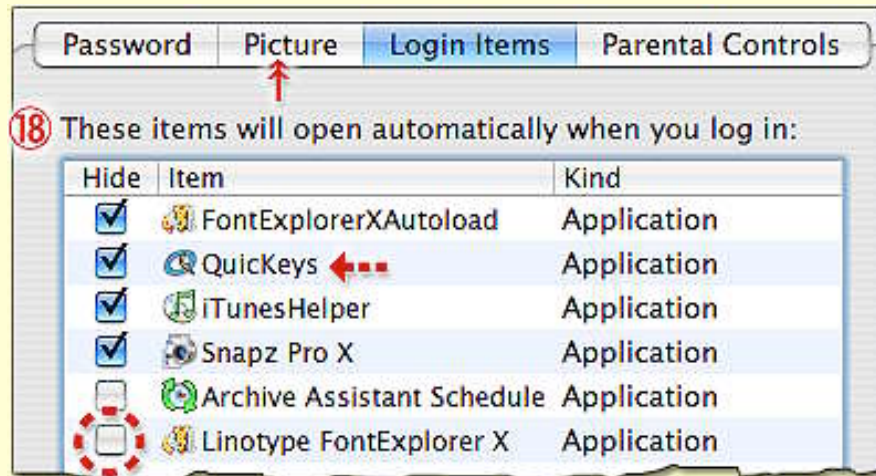 Password Picture Login Items Parental Controls
18 These items will open automatically when you log in:
Hide Item Kind
FontExplorerXAutoload Application
QuicKeys Application
iTunesHelper Application
Snapz Pro X Application
Archive Assistant Schedule Application
Linotype FontExplorer X Application